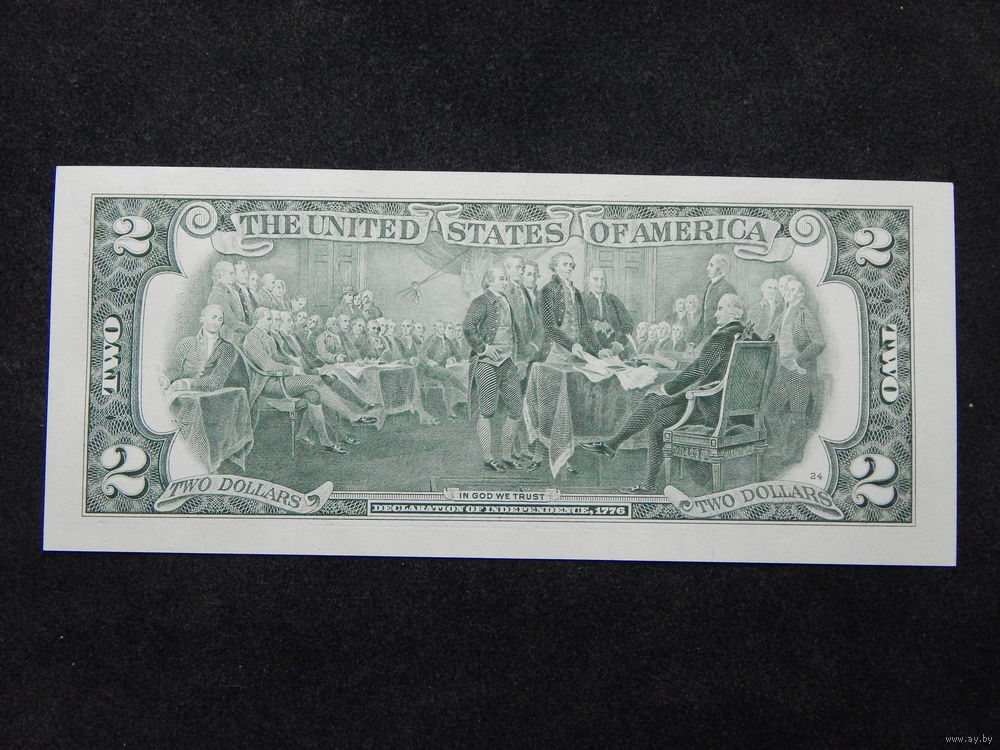 2
THE UNITED STATES OF AMERICA
2
TWO
TWO
2
2
24
TWO DOLLARS
IN GOD WE TRUST
TWO DOLLARS
DECLARATION OF INDEPENDENCE, 1776
www.ay.by